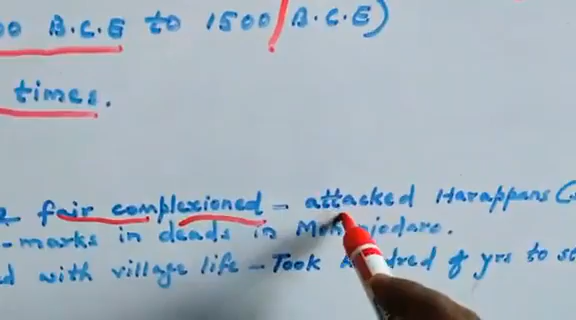 00 B.C.E to 1500 B.C.E)
times.
fair complexioned - attacked Harappans (
-marks in deads in Mohenjodaro.
with village life - Took hundred of yrs to